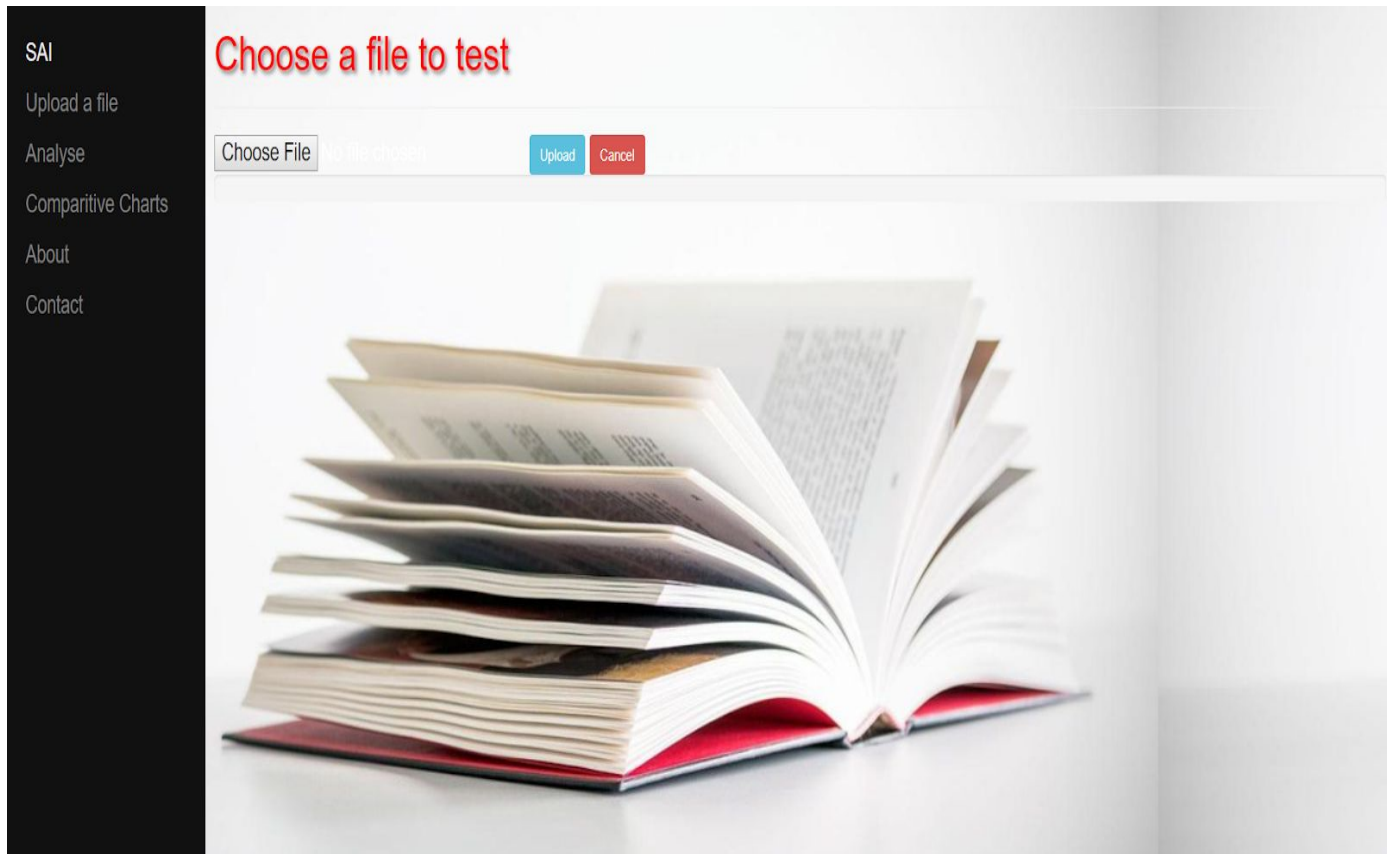 SAI
Upload a file
Analyse
Comparitive Charts
About
Contact
Choose a file to test
Choose File No file chosen Upload Cancel